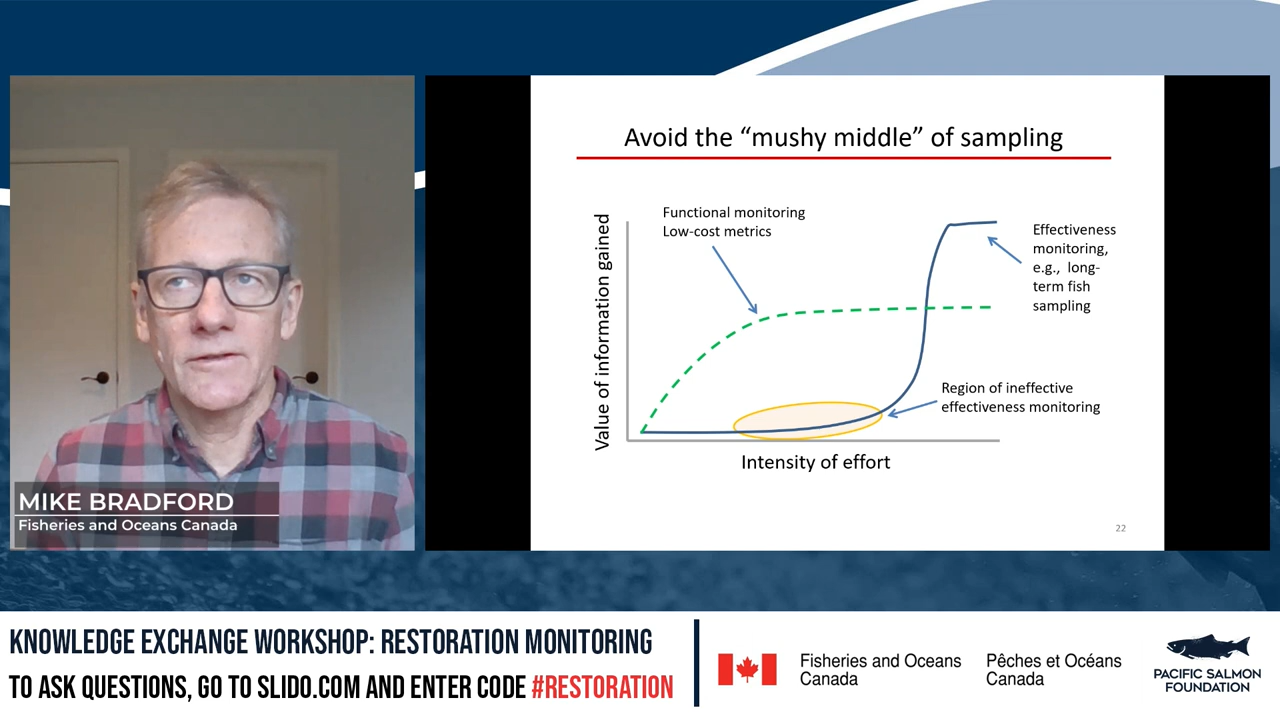 Avoid the “mushy middle” of sampling
Functional monitoring
Low-cost metrics
Effectiveness
monitoring,
e.g., long-
term fish
sampling
Value of information gained
Region of ineffective
effectiveness monitoring
Intensity of effort
22
MIKE BRADFORD
Fisheries and Oceans Canada
KNOWLEDGE EXCHANGE WORKSHOP: RESTORATION MONITORING
TO ASK QUESTIONS, GO TO SLIDO.COM AND ENTER CODE #RESTORATION
Fisheries and Oceans
Canada
Pêches et Océans
Canada
PACIFIC SALMON
FOUNDATION